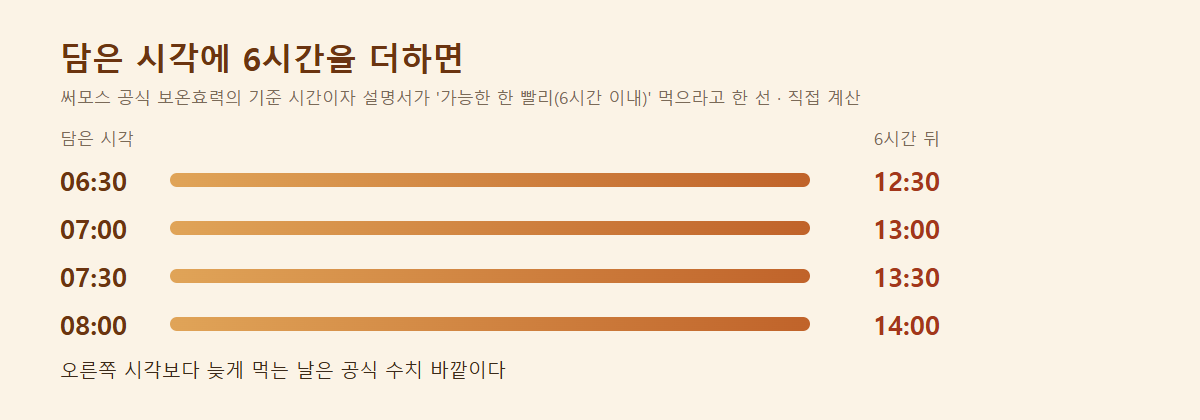 담은 시각에 6시간을 더하면
써모스 공식 보온효력의 기준 시간이자 설명서가 '가능한 한 빨리(6시간 이내)' 먹으라고 한 선 · 직접 계산
담은 시각 6시간 뒤
06:30 12:30
07:00 13:00
07:30 13:30
08:00 14:00
오른쪽 시각보다 늦게 먹는 날은 공식 수치 바깥이다